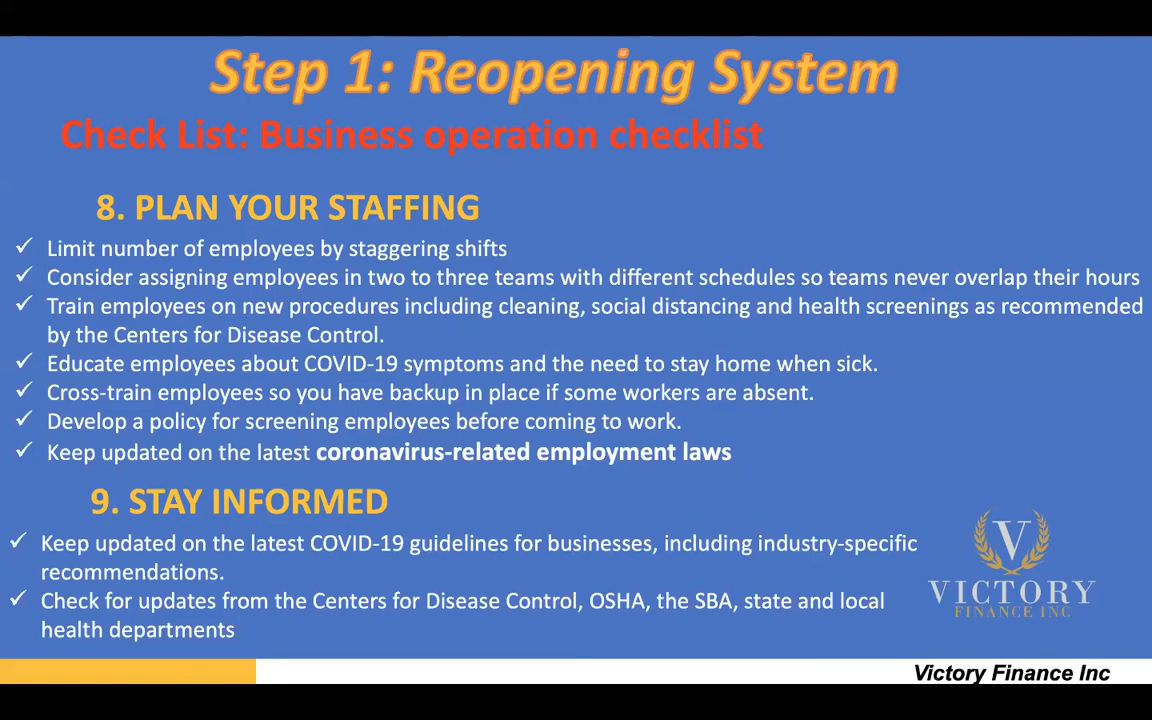 Step 1: Reopening System
Check List: Business operation checklist
8. PLAN YOUR STAFFING
✓ Limit number of employees by staggering shifts
✓ Consider assigning employees in two to three teams with different schedules so teams never overlap their hours
✓ Train employees on new procedures including cleaning, social distancing and health screenings as recommended
by the Centers for Disease Control.
✓ Educate employees about COVID-19 symptoms and the need to stay home when sick.
✓ Cross-train employees so you have backup in place if some workers are absent.
✓ Develop a policy for screening employees before coming to work.
✓ Keep updated on the latest coronavirus-related employment laws
9. STAY INFORMED
✓ Keep updated on the latest COVID-19 guidelines for businesses, including industry-specific
recommendations.
✓ Check for updates from the Centers for Disease Control, OSHA, the SBA, state and local
health departments
V
VICTORY
FINANCE INC
Victory Finance Inc